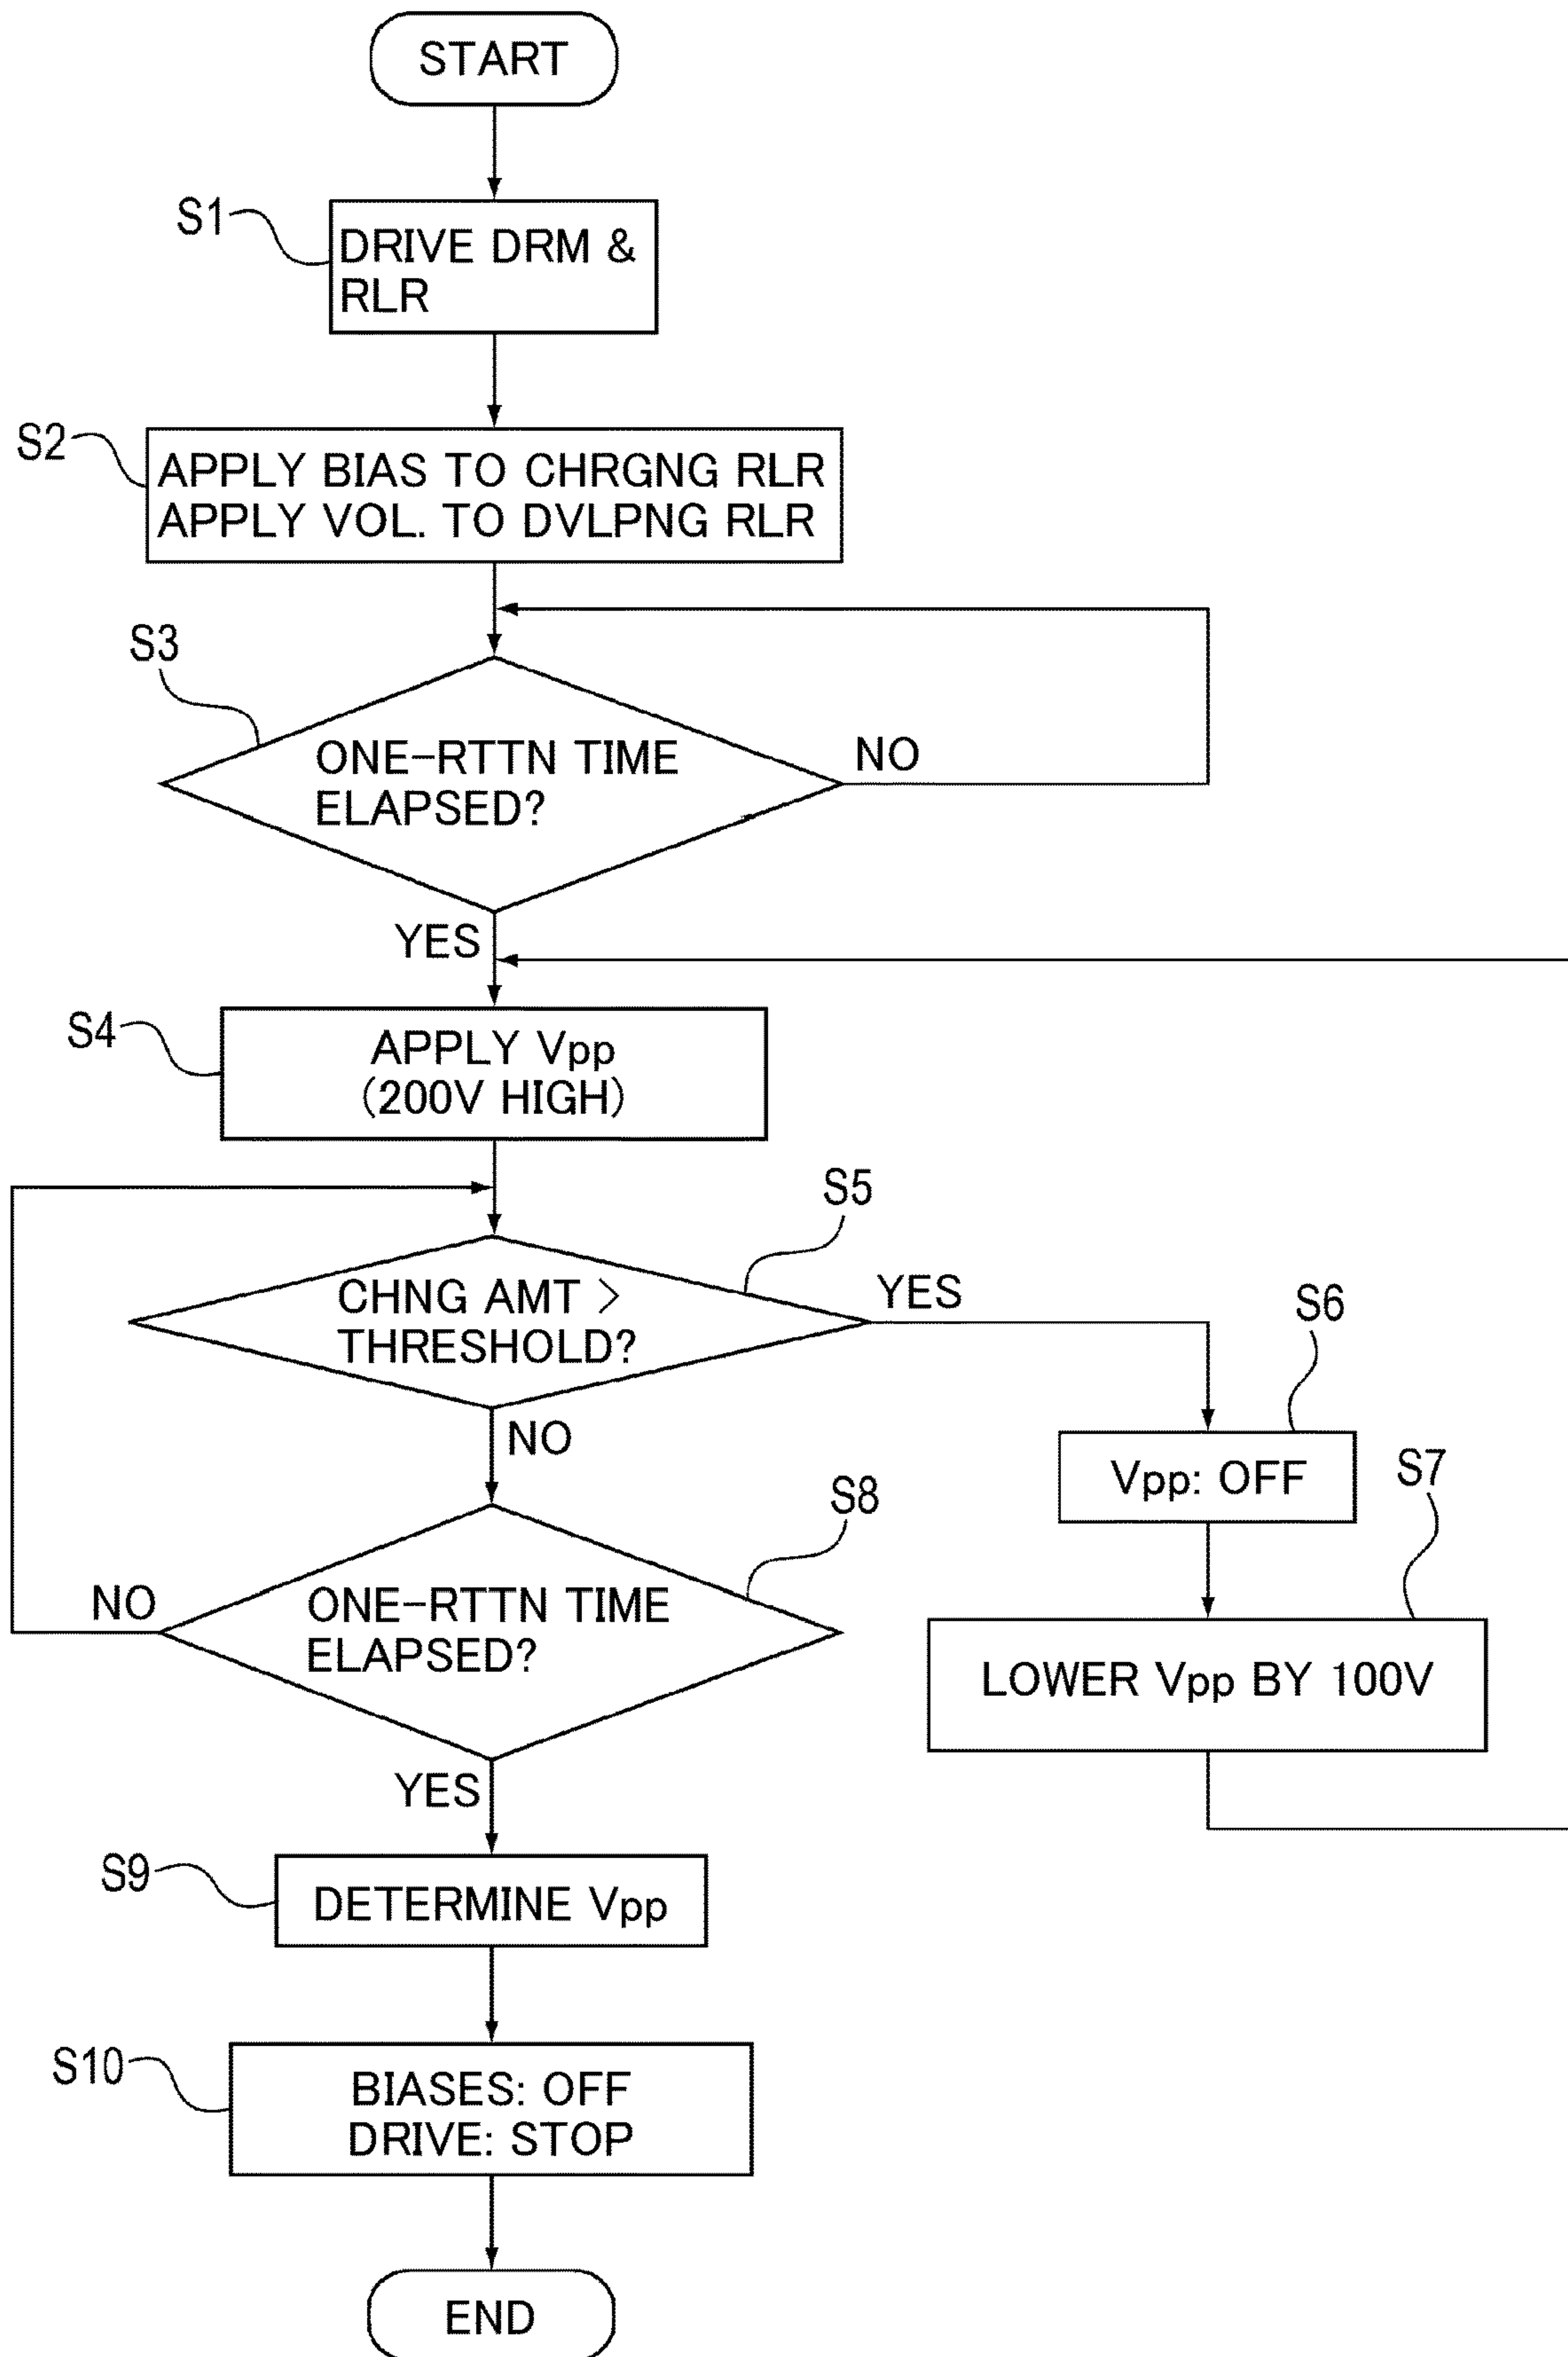 START
S1
DRIVE DRM &
RLR
S2
APPLY BIAS TO CHRGNG RLR
APPLY VOL. TO DVLPNG RLR
S3
ONE-RTTN TIME
ELAPSED?
NO
YES
S4
APPLY Vpp
(200V HIGH)
S5
CHNG AMT >
THRESHOLD?
YES
NO
S6
Vpp: OFF
S7
LOWER Vpp BY 100V
S8
ONE-RTTN TIME
ELAPSED?
NO
YES
S9
DETERMINE Vpp
S10
BIASES: OFF
DRIVE: STOP
END